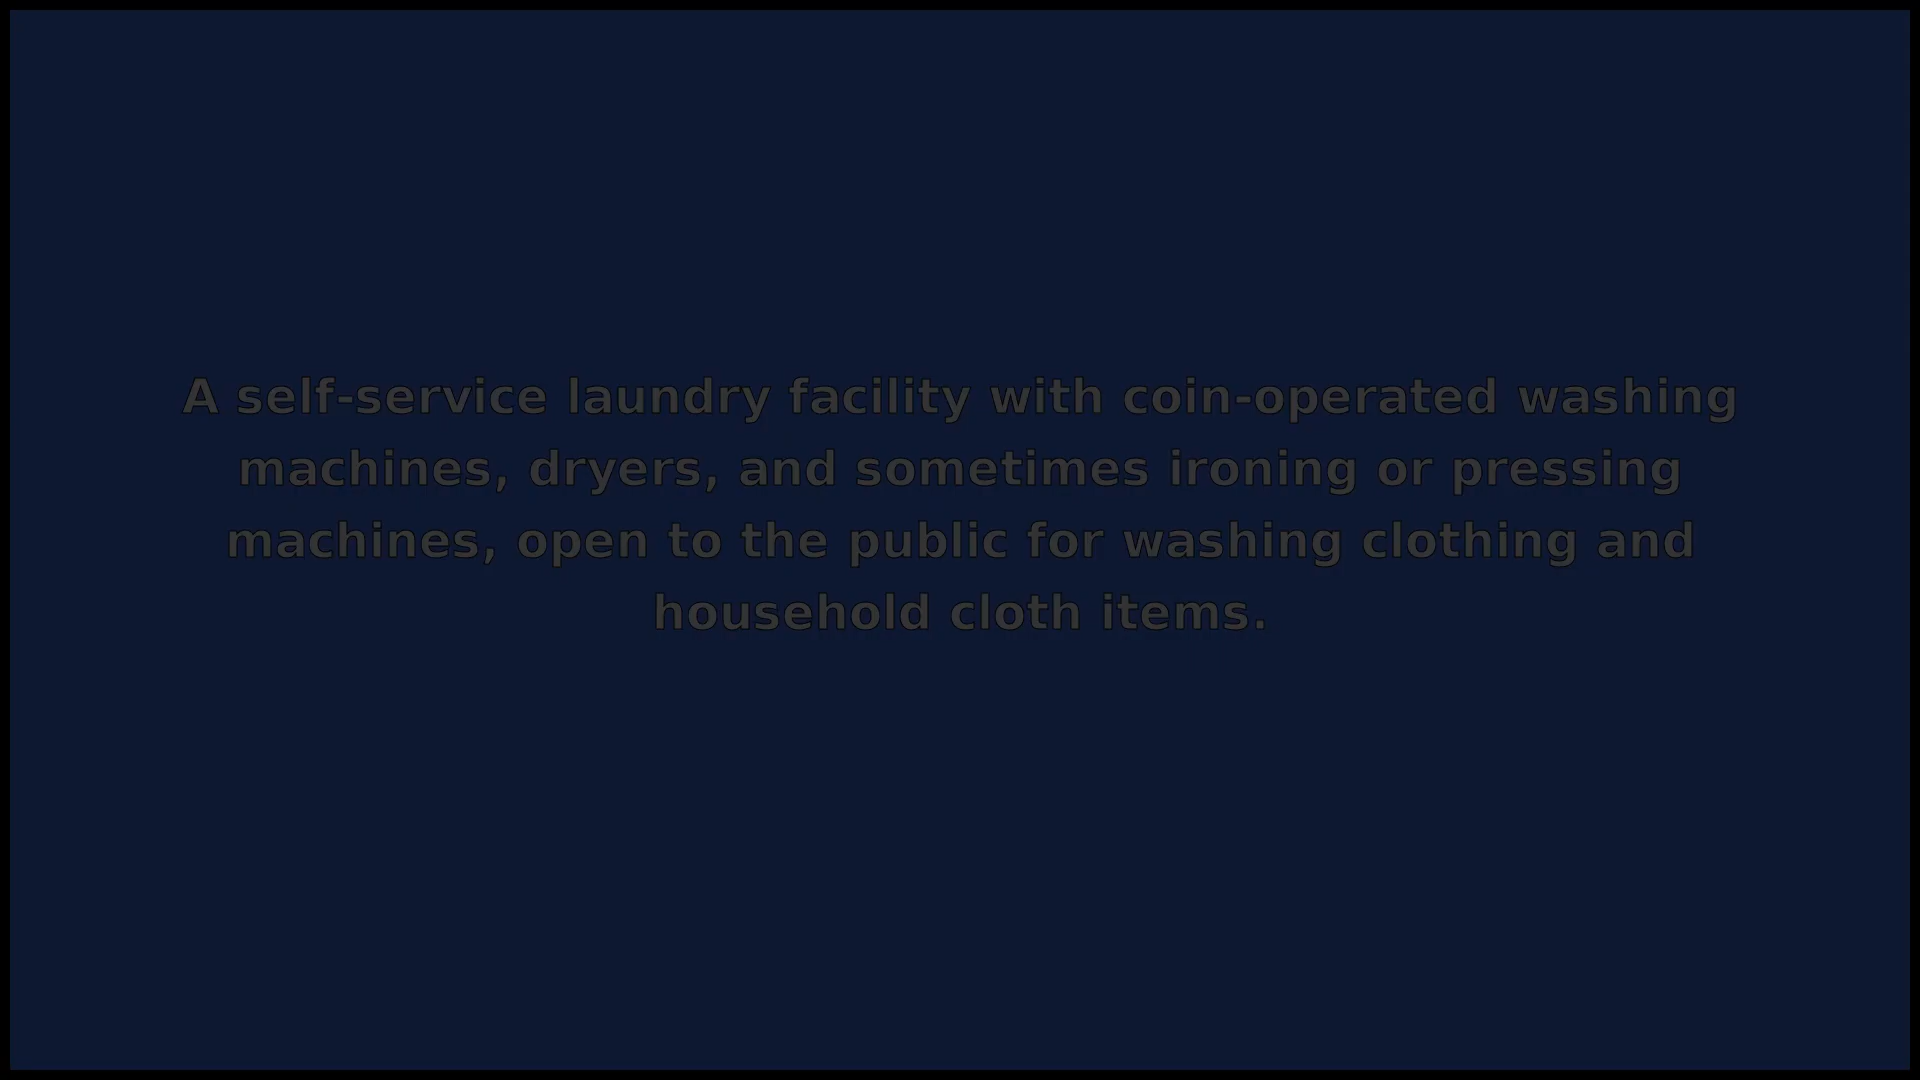 A self-service laundry facility with coin-operated washing
machines, dryers, and sometimes ironing or pressing
machines, open to the public for washing clothing and
household cloth items.